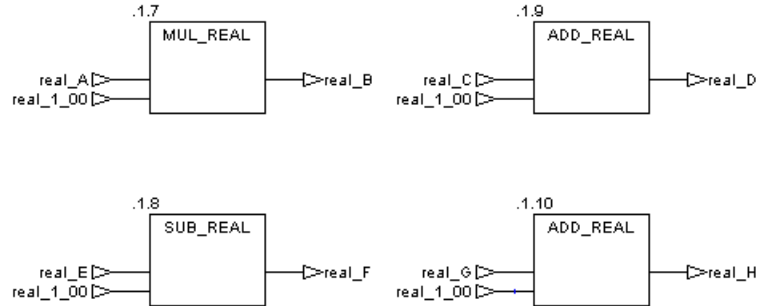 .1.7
MUL_REAL
real_A
real_1_00
real_B
.1.9
ADD_REAL
real_C
real_1_00
real_D
.1.8
SUB_REAL
real_E
real_1_00
real_F
.1.10
ADD_REAL
real_G
real_1_00
real_H